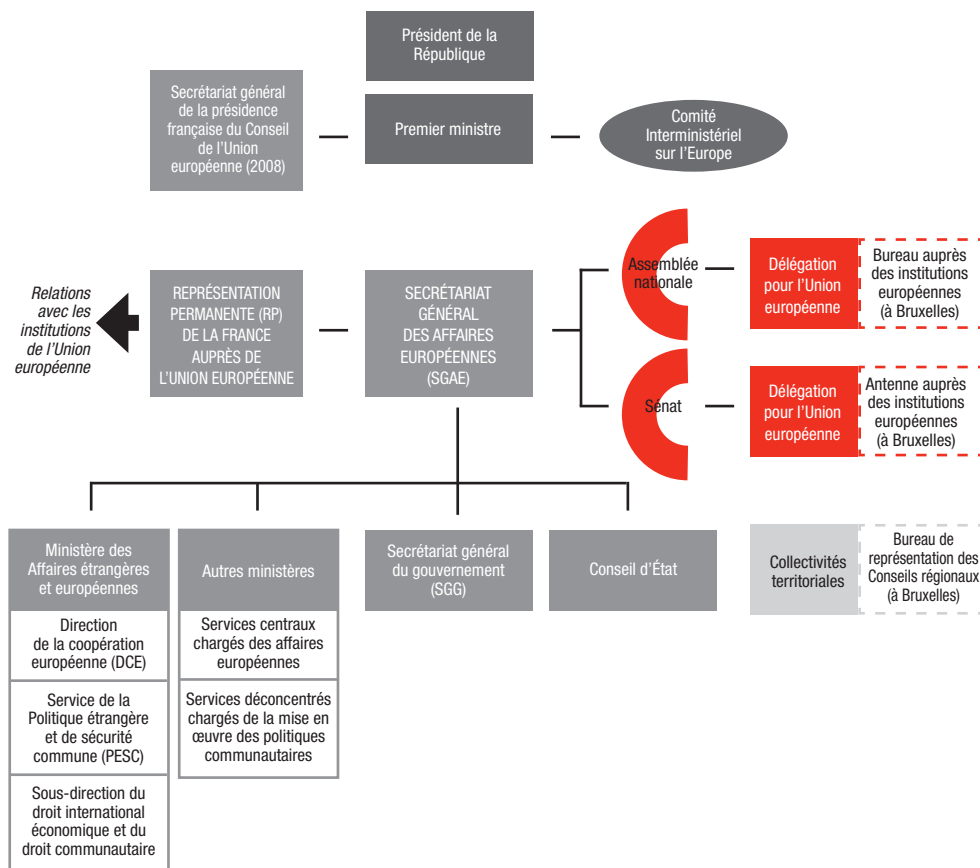 Président de la
République
Secrétariat général
de la présidence
française du Conseil
de l'Union
européenne (2008)
Premier ministre
Comité
Interministériel
sur l'Europe
Relations
avec les
institutions
de l'Union
européenne
REPRÉSENTATION
PERMANENTE (RP)
DE LA FRANCE
AUPRÈS DE
L'UNION EUROPÉENNE
SECRÉTARIAT
GÉNÉRAL
DES AFFAIRES
EUROPÉENNES
(SGAE)
Assemblée
nationale
Délégation
pour l'Union
européenne
Bureau auprès
des institutions
européennes
(à Bruxelles)
Sénat
Délégation
pour l'Union
européenne
Antenne auprès
des institutions
européennes
(à Bruxelles)
Ministère des
Affaires étrangères
et européennes
Direction
de la coopération
européenne (DCE)
Service de la
Politique étrangère
et de sécurité
commune (PESC)
Sous-direction du
droit international
économique et du
droit communautaire
Autres ministères
Services centraux
chargés des affaires
européennes
Services déconcentrés
chargés de la mise en
œuvre des politiques
communautaires
Secrétariat général
du gouvernement
(SGG)
Conseil d'État
Collectivités
territoriales
Bureau de
représentation des
Conseils régionaux
(à Bruxelles)